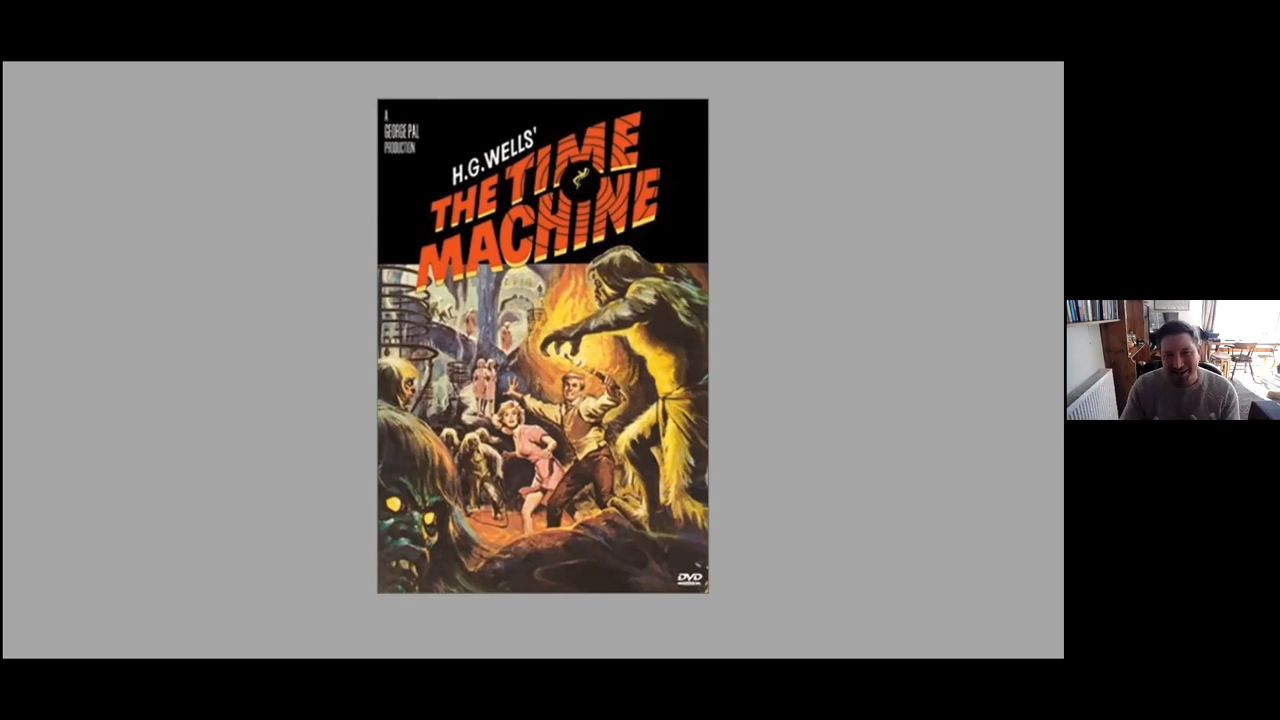 A
GEORGE PAL
PRODUCTION
H.G.WELLS'
THE TIME
MACHINE
DVD